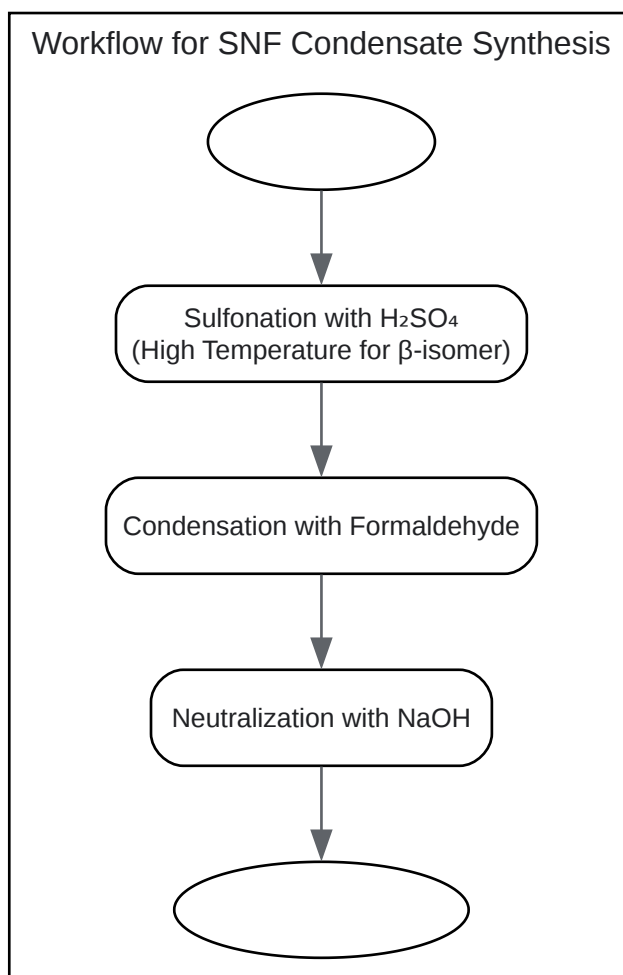 Workflow for SNF Condensate Synthesis
Sulfonation with H₂SO₄
(High Temperature for β-isomer)
Condensation with Formaldehyde
Neutralization with NaOH